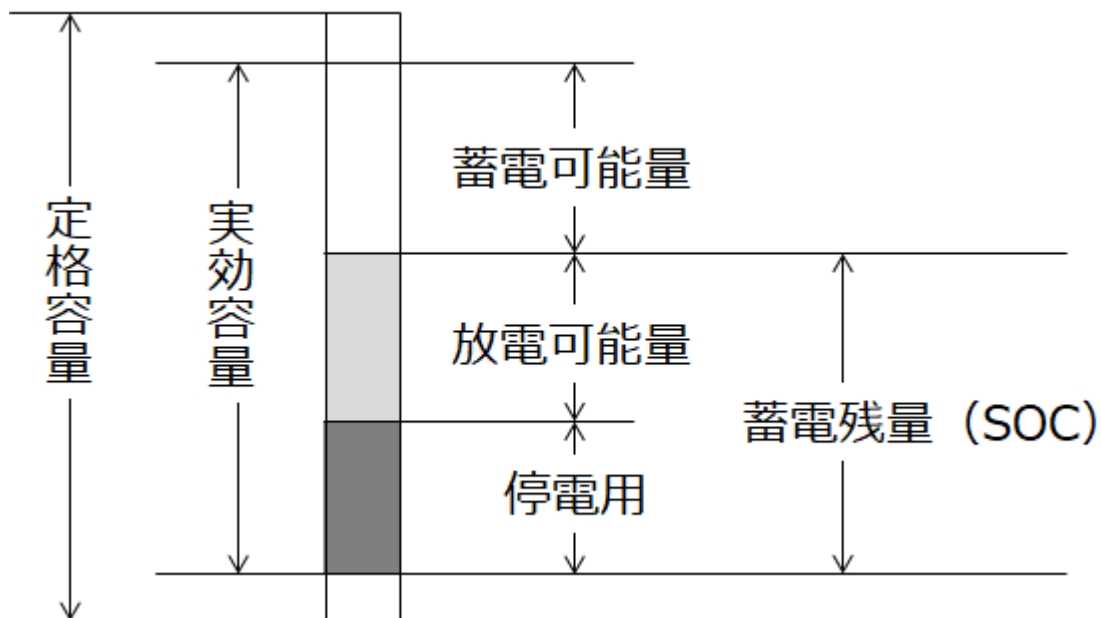 定格容量
実効容量
蓄電可能量
放電可能量
停電用
蓄電残量（SOC）